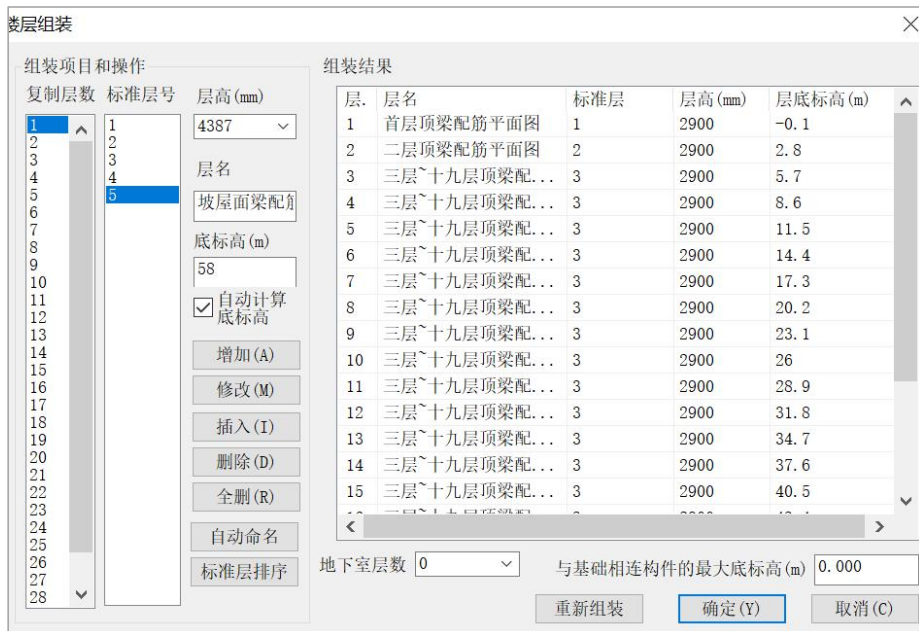 楼层组装
组装项目和操作
复制层数 标准层号 层高(mm)
1
2
3
4
5
6
7
8
9
10
11
12
13
14
15
16
17
18
19
20
21
22
23
24
25
26
27
28
1
2
3
4
5
4387
层名
坡屋面梁配筋
底标高(m)
58
自动计算
底标高
增加(A)
修改(M)
插入(I)
删除(D)
全删(R)
自动命名
标准层排序
组装结果
层. 层名 标准层 层高(mm) 层底标高(m)
1 首层顶梁配筋平面图 1 2900 -0.1
2 二层顶梁配筋平面图 2 2900 2.8
3 三层~十九层顶梁配... 3 2900 5.7
4 三层~十九层顶梁配... 3 2900 8.6
5 三层~十九层顶梁配... 3 2900 11.5
6 三层~十九层顶梁配... 3 2900 14.4
7 三层~十九层顶梁配... 3 2900 17.3
8 三层~十九层顶梁配... 3 2900 20.2
9 三层~十九层顶梁配... 3 2900 23.1
10 三层~十九层顶梁配... 3 2900 26
11 三层~十九层顶梁配... 3 2900 28.9
12 三层~十九层顶梁配... 3 2900 31.8
13 三层~十九层顶梁配... 3 2900 34.7
14 三层~十九层顶梁配... 3 2900 37.6
15 三层~十九层顶梁配... 3 2900 40.5
地下室层数 0 与基础相连构件的最大底标高(m) 0.000
重新组装 确定(Y) 取消(C)